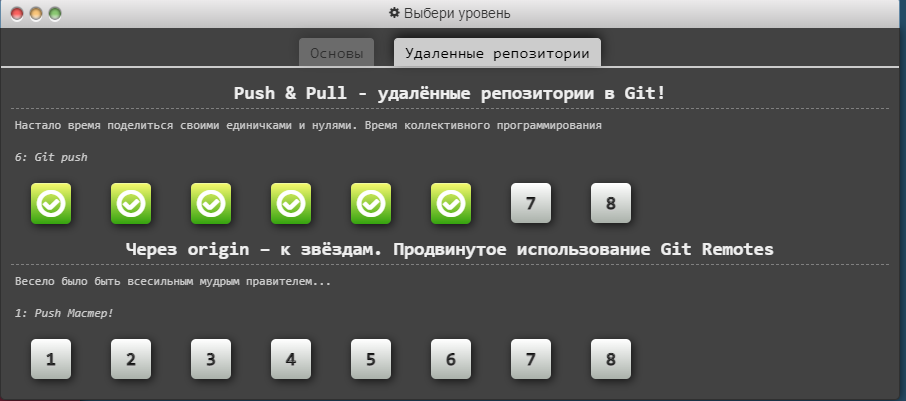 Выбери уровень
Основы Удаленные репозитории
Push & Pull - удалённые репозитории в Git!
Настало время поделиться своими единичками и нулями. Время коллективного программирования
6: Git push
7 8
Через origin – к звёздам. Продвинутое использование Git Remotes
Весело было быть всесильным мудрым правителем...
1: Push Мастер!
1 2 3 4 5 6 7 8